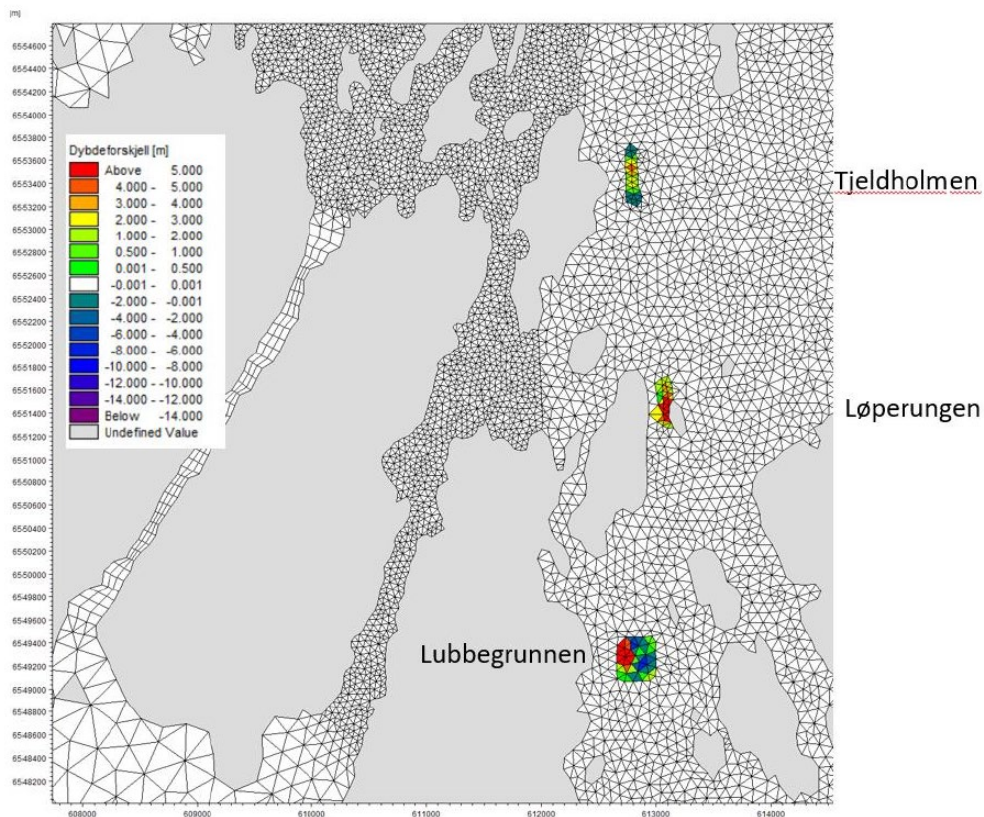 [m]
6554600
6554400
6554200
6554000
6553800
6553600
6553400
6553200
6553000
6552800
6552600
6552400
6552200
6552000
6551800
6551600
6551400
6551200
6551000
6550800
6550600
6550400
6550200
6550000
6549800
6549600
6549400
6549200
6549000
6548800
6548600
6548400
6548200
Dybdeforskjell [m]
Above 5.000
4.000 - 5.000
3.000 - 4.000
2.000 - 3.000
1.000 - 2.000
0.500 - 1.000
0.001 - 0.500
-0.001 - 0.001
-2.000 - -0.001
-4.000 - -2.000
-6.000 - -4.000
-8.000 - -6.000
-10.000 - -8.000
-12.000 - -10.000
-14.000 - -12.000
Below -14.000
Undefined Value
Tjeldholmen
Løperungen
Lubbegrunnen
608000 609000 610000 611000 612000 613000 614000